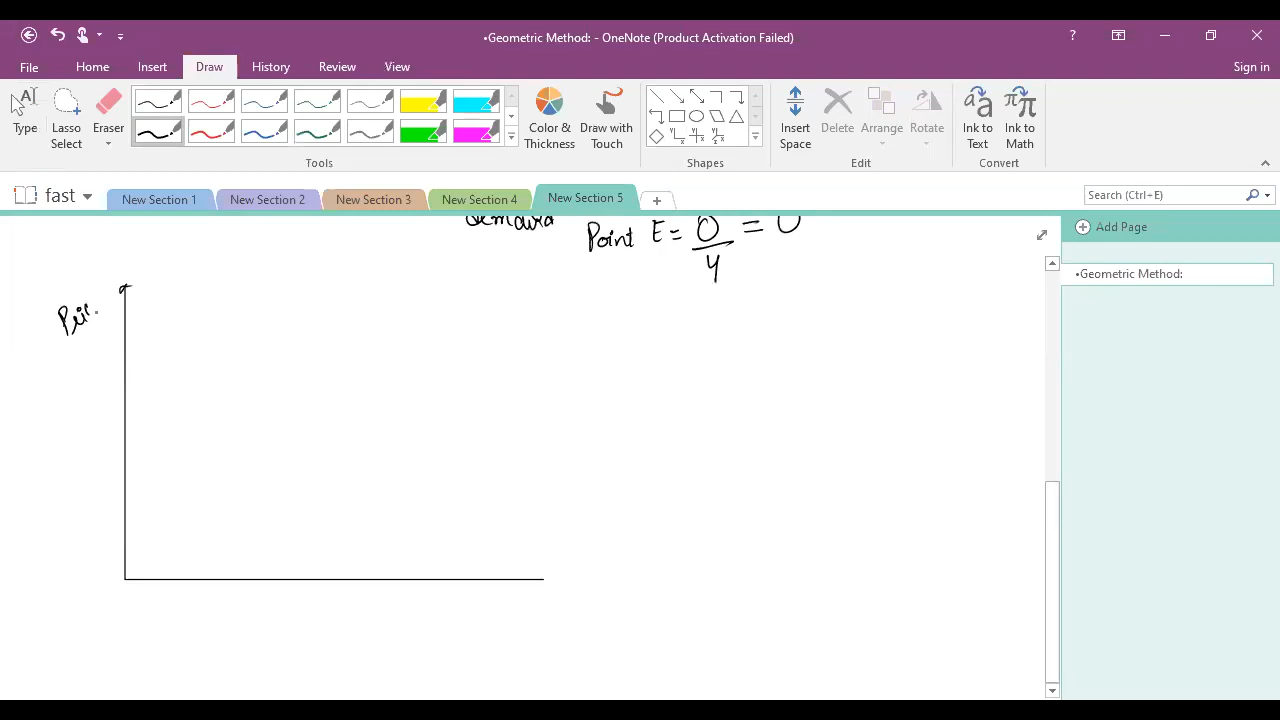 •Geometric Method: - OneNote (Product Activation Failed)
?
File Home Insert Draw History Review View
Sign in
Type
Lasso Select
Eraser
Color & Thickness
Draw with Touch
Insert Space
Delete
Arrange
Rotate
Ink to Text
Ink to Math
Tools
Shapes
Edit
Convert
fast
New Section 1
New Section 2
New Section 3
New Section 4
New Section 5
Search (Ctrl+E)
Add Page
•Geometric Method:
demand
Point E = 0/4 = 0